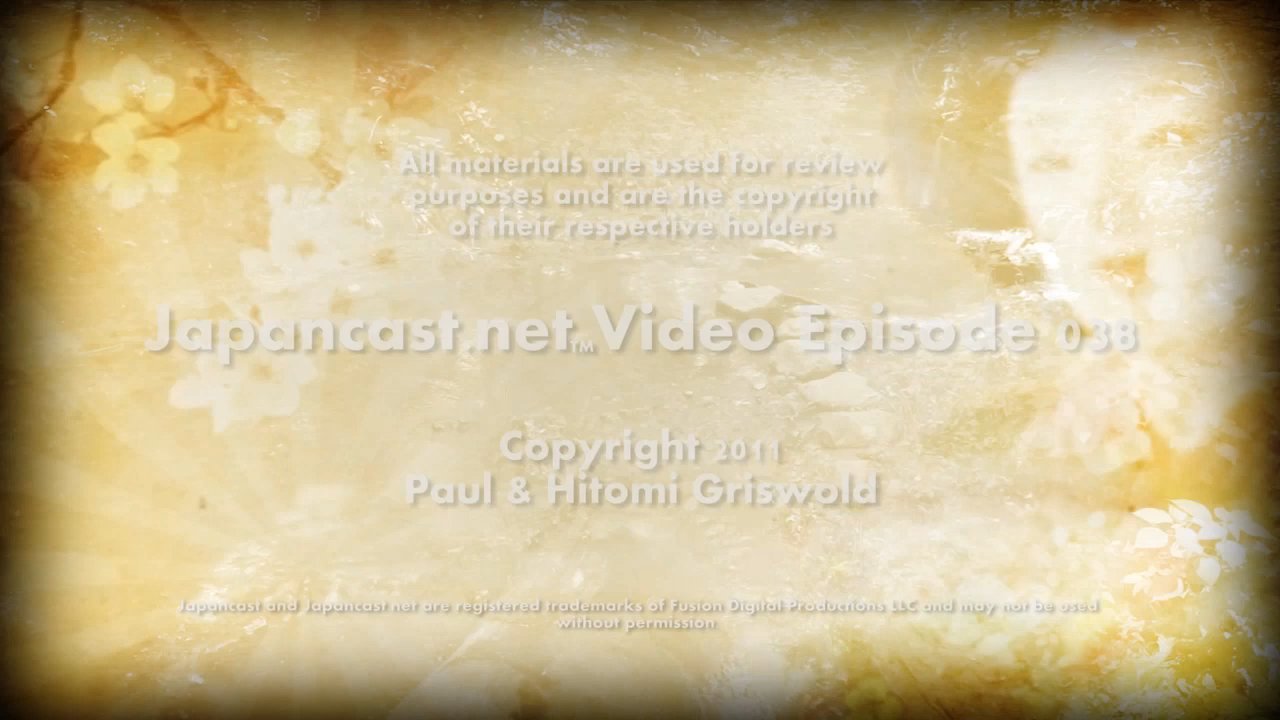 All materials are used for review
purposes and are the copyright
of their respective holders
Japancast.net™ Video Episode 038
Copyright 2011
Paul & Hitomi Griswold
Japancast and Japancast.net are registered trademarks of Fusion Digital Productions LLC and may not be used
without permission